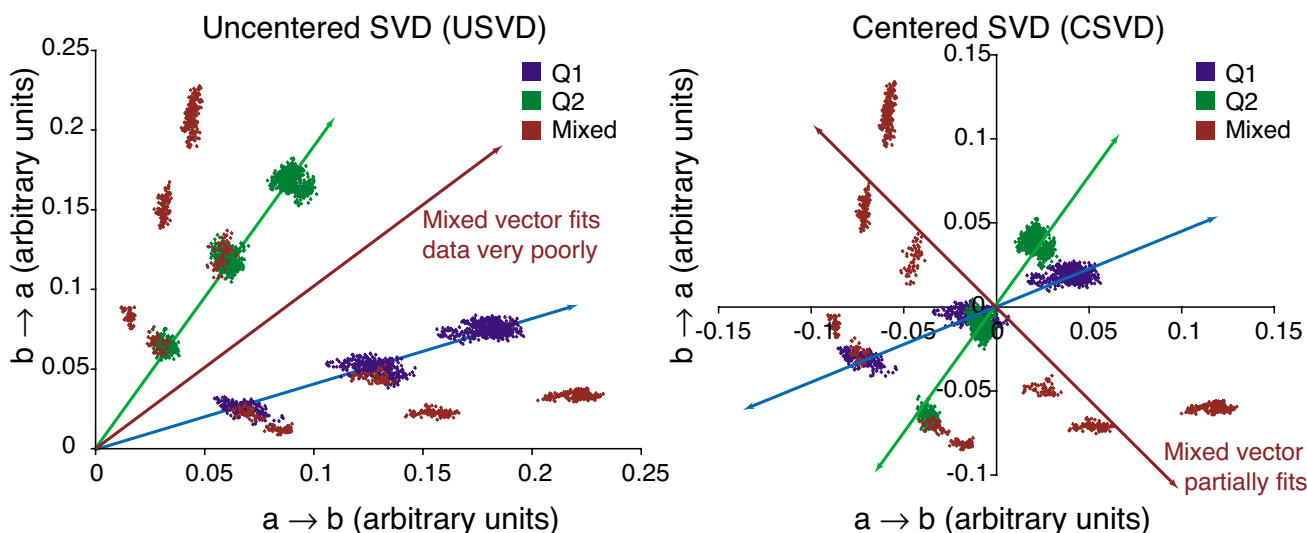 Uncentered SVD (USVD)
0.25
0.2
0.15
0.1
0.05
0
0
0.05
0.1
0.15
0.2
0.25
b → a (arbitrary units)
a → b (arbitrary units)
Q1
Q2
Mixed
Mixed vector fits
data very poorly
Centered SVD (CSVD)
0.15
0.1
0.05
0
-0.05
-0.1
-0.15
-0.1
-0.05
0
0.05
0.1
0.15
b → a (arbitrary units)
a → b (arbitrary units)
Q1
Q2
Mixed
Mixed vector
partially fits